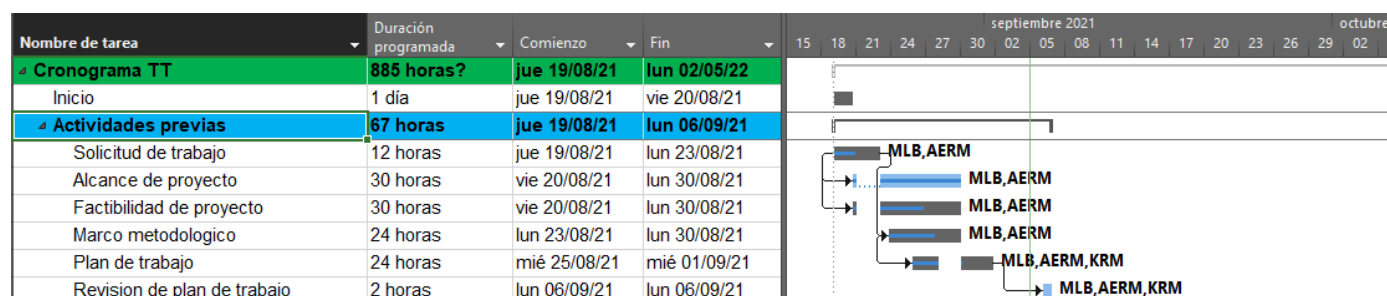 septiembre 2021 octubre
Nombre de tarea Duración programada Comienzo Fin 15 18 21 24 27 30 02 05 08 11 14 17 20 23 26 29 02
Cronograma TT 885 horas? jue 19/08/21 lun 02/05/22
Inicio 1 día jue 19/08/21 vie 20/08/21
Actividades previas 67 horas jue 19/08/21 lun 06/09/21
Solicitud de trabajo 12 horas jue 19/08/21 lun 23/08/21 MLB,AERM
Alcance de proyecto 30 horas vie 20/08/21 lun 30/08/21 MLB,AERM
Factibilidad de proyecto 30 horas vie 20/08/21 lun 30/08/21 MLB,AERM
Marco metodologico 24 horas lun 23/08/21 lun 30/08/21 MLB,AERM
Plan de trabajo 24 horas mié 25/08/21 mié 01/09/21 MLB,AERM,KRM
Revision de plan de trabajo 2 horas lun 06/09/21 lun 06/09/21 MLB,AERM,KRM